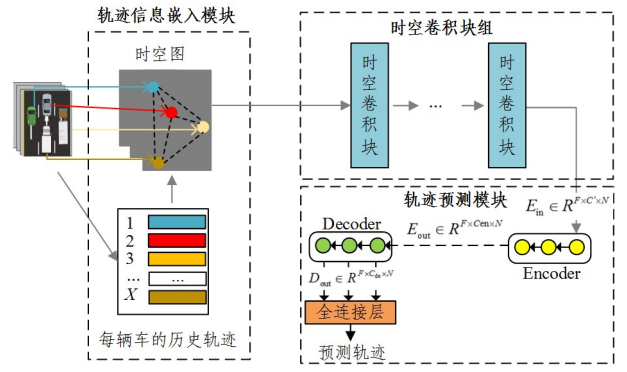 轨迹信息嵌入模块
时空图
1
2
3
...
...
X
每辆车的历史轨迹
时空卷积块组
时空卷积块
...
时空卷积块
轨迹预测模块
E_in ∈ R^{F×C'×N}
Decoder
E_out ∈ R^{F×Cen×N}
Encoder
D_out ∈ R^{F×C_de×N}
全连接层
预测轨迹